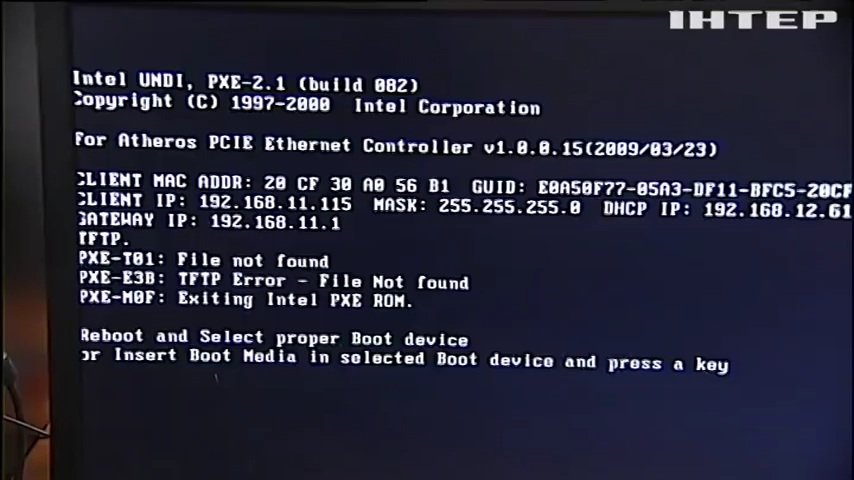 ІНТЕР
Intel UNDI, PXE-2.1 (build 082)
Copyright (C) 1997-2000 Intel Corporation
For Atheros PCIE Ethernet Controller v1.0.0.15(2009/03/23)
CLIENT MAC ADDR: 20 CF 30 A0 56 B1 GUID: E0A50F77-05A3-DF11-BFC5-20CF
CLIENT IP: 192.168.11.115 MASK: 255.255.255.0 DHCP IP: 192.168.12.61
GATEWAY IP: 192.168.11.1
TFTP.
PXE-T01: File not found
PXE-E3B: TFTP Error - File Not found
PXE-M0F: Exiting Intel PXE ROM.
Reboot and Select proper Boot device
or Insert Boot Media in selected Boot device and press a key